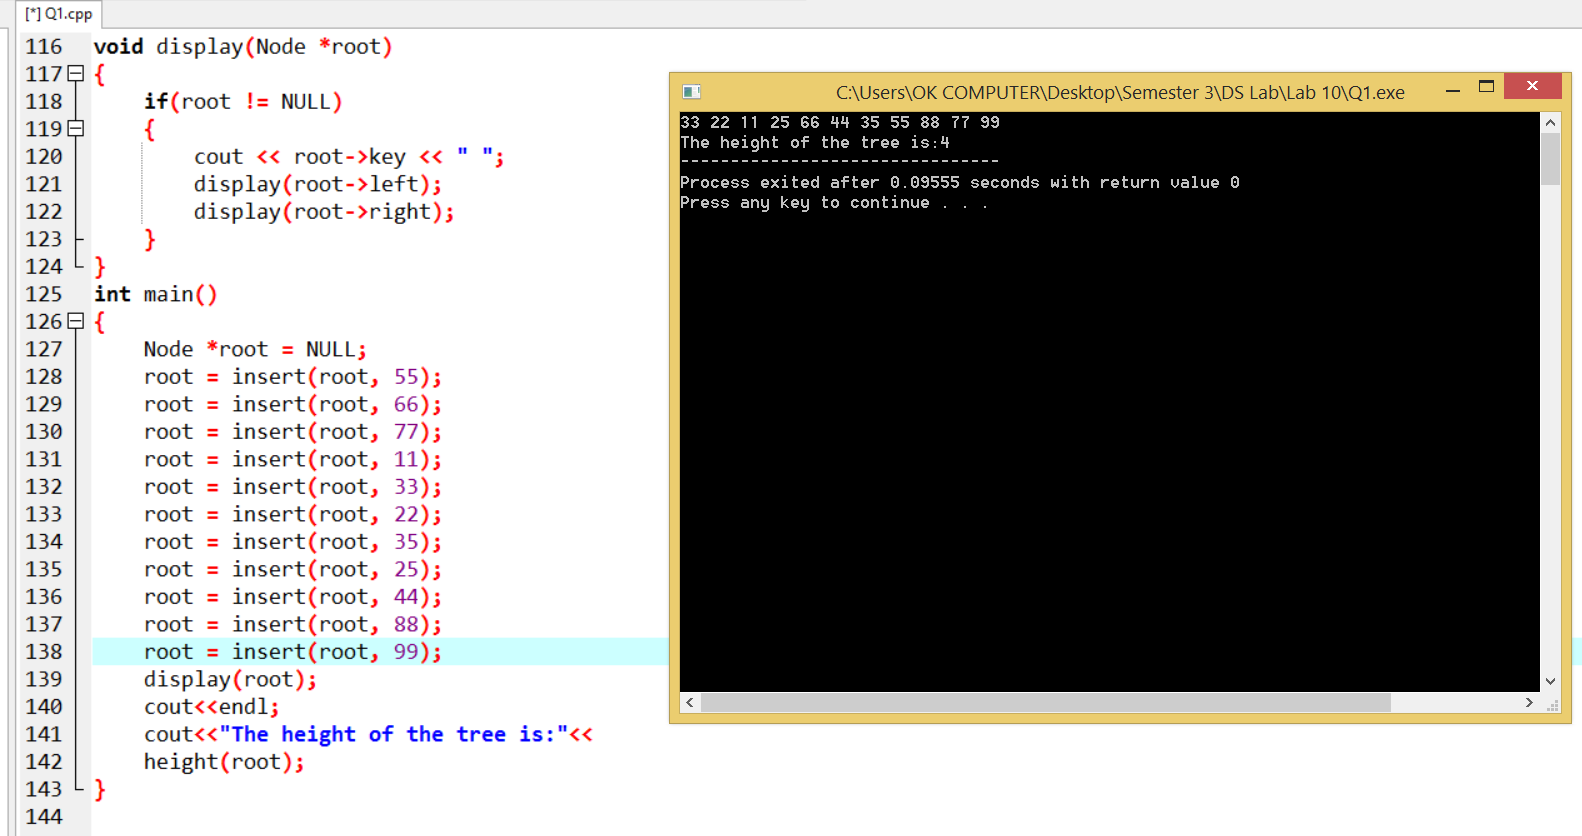 [*] Q1.cpp
116 void display(Node *root)
117 {
118 if(root != NULL)
119 {
120 cout << root->key << " ";
121 display(root->left);
122 display(root->right);
123 }
124 }
125 int main()
126 {
127 Node *root = NULL;
128 root = insert(root, 55);
129 root = insert(root, 66);
130 root = insert(root, 77);
131 root = insert(root, 11);
132 root = insert(root, 33);
133 root = insert(root, 22);
134 root = insert(root, 35);
135 root = insert(root, 25);
136 root = insert(root, 44);
137 root = insert(root, 88);
138 root = insert(root, 99);
139 display(root);
140 cout<<endl;
141 cout<<"The height of the tree is:"<<
142 height(root);
143 }
144
C:\Users\OK COMPUTER\Desktop\Semester 3\DS Lab\Lab 10\Q1.exe
33 22 11 25 66 44 35 55 88 77 99
The height of the tree is:4
--------------------------------
Process exited after 0.09555 seconds with return value 0
Press any key to continue . . .